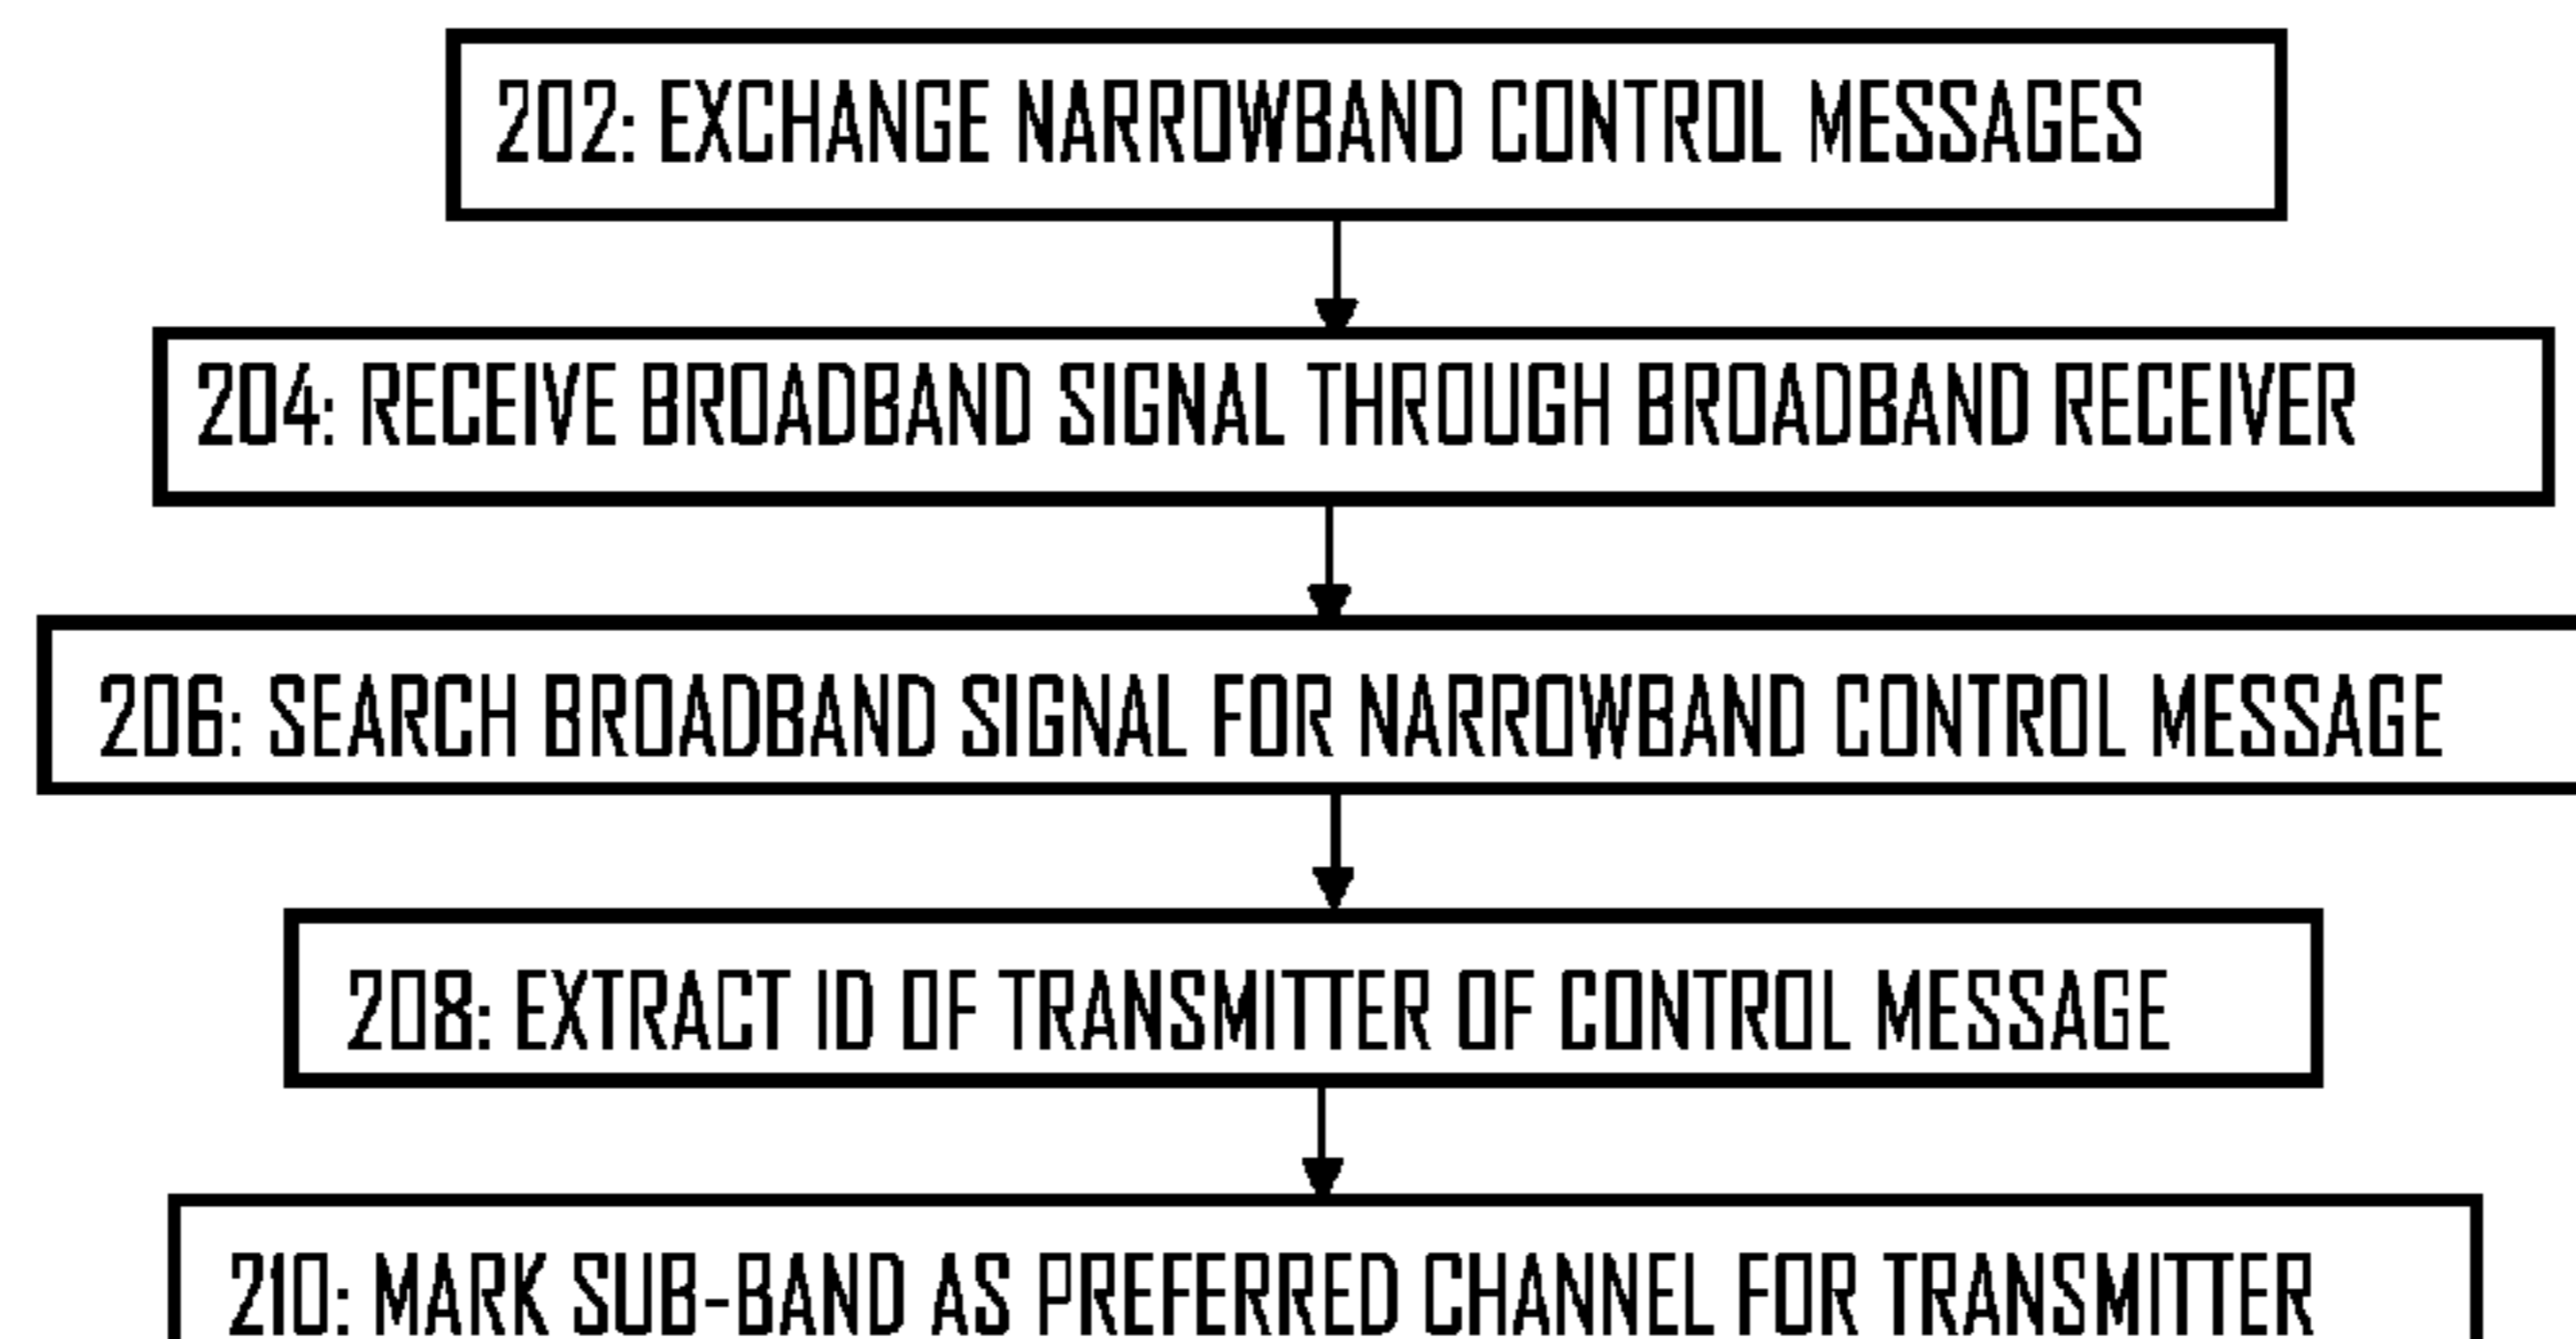 202: EXCHANGE NARROWBAND CONTROL MESSAGES
204: RECEIVE BROADBAND SIGNAL THROUGH BROADBAND RECEIVER
206: SEARCH BROADBAND SIGNAL FOR NARROWBAND CONTROL MESSAGE
208: EXTRACT ID OF TRANSMITTER OF CONTROL MESSAGE
210: MARK SUB-BAND AS PREFERRED CHANNEL FOR TRANSMITTER